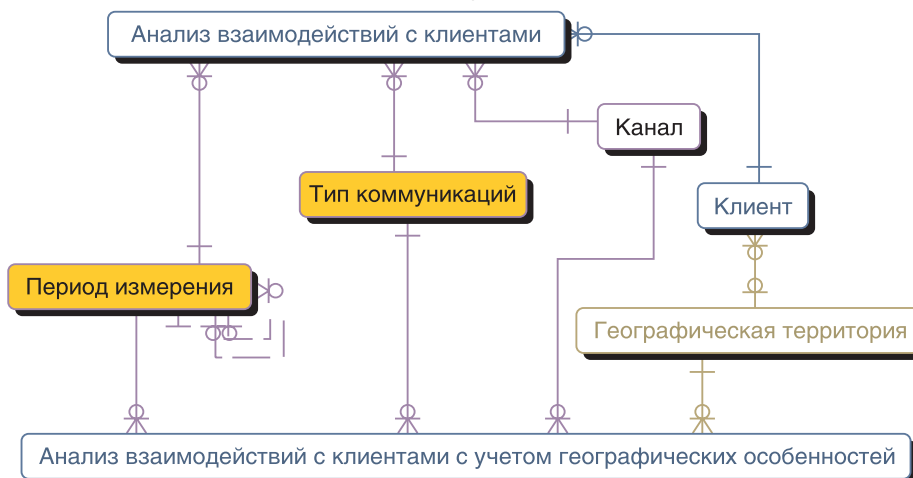 Анализ взаимодействий с клиентами
Канал
Тип коммуникаций
Клиент
Период измерения
Географическая территория
Анализ взаимодействий с клиентами с учетом географических особенностей